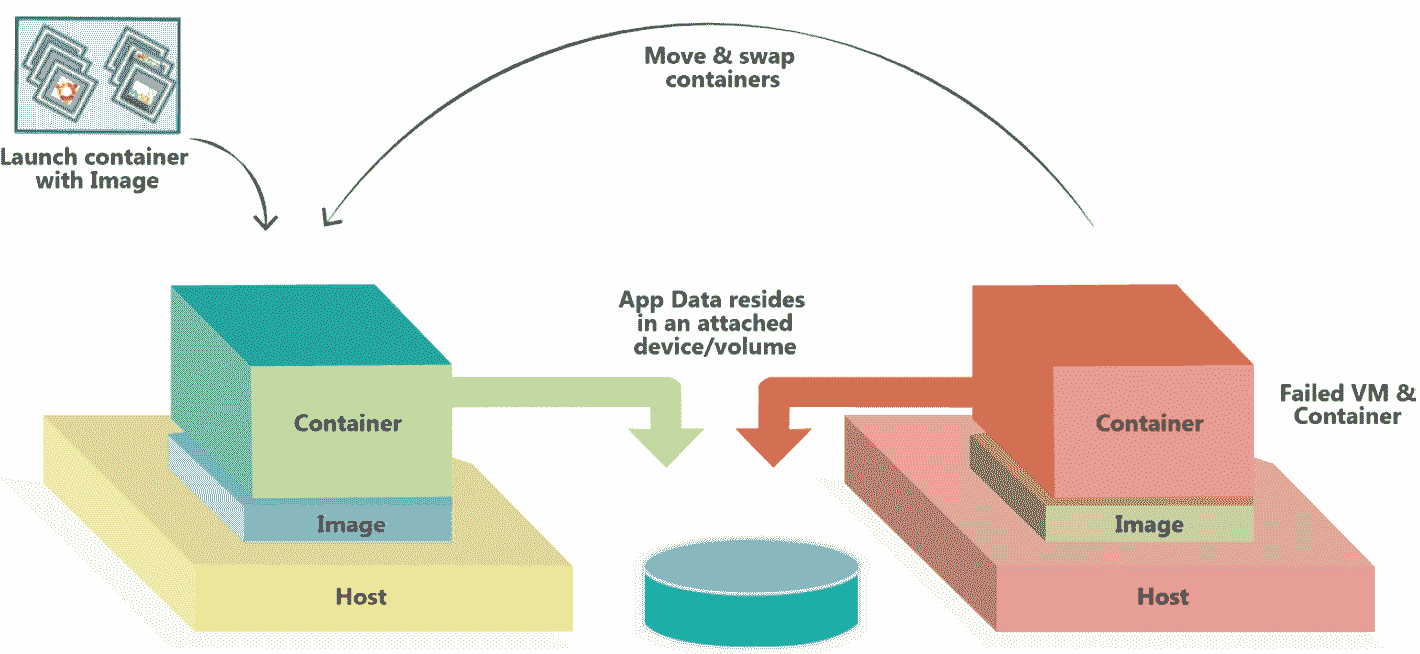 Move & swap
containers
Launch container
with Image
App Data resides
in an attached
device/volume
Container
Image
Host
Container
Image
Host
Failed VM &
Container